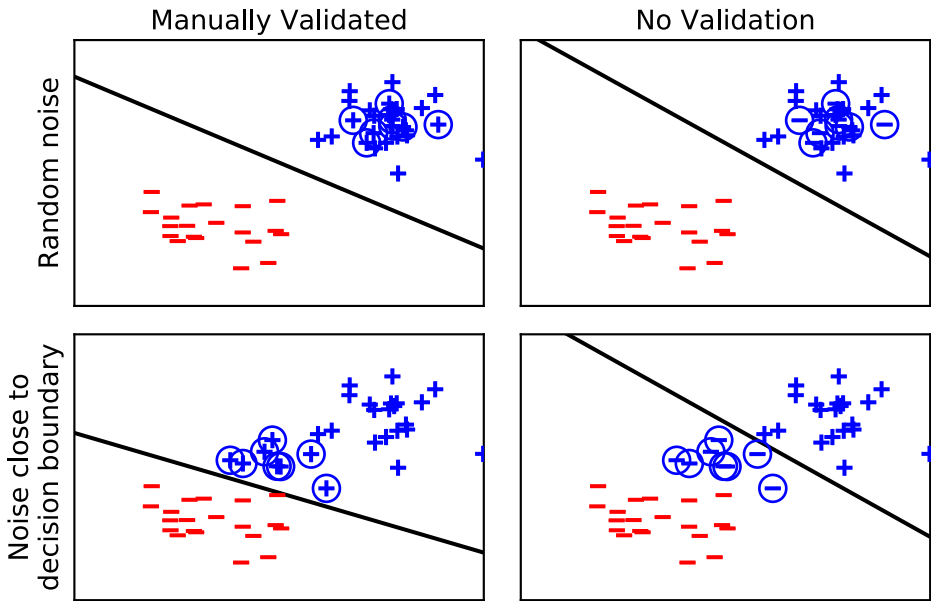 Manually Validated
No Validation
Random noise
Noise close to
decision boundary